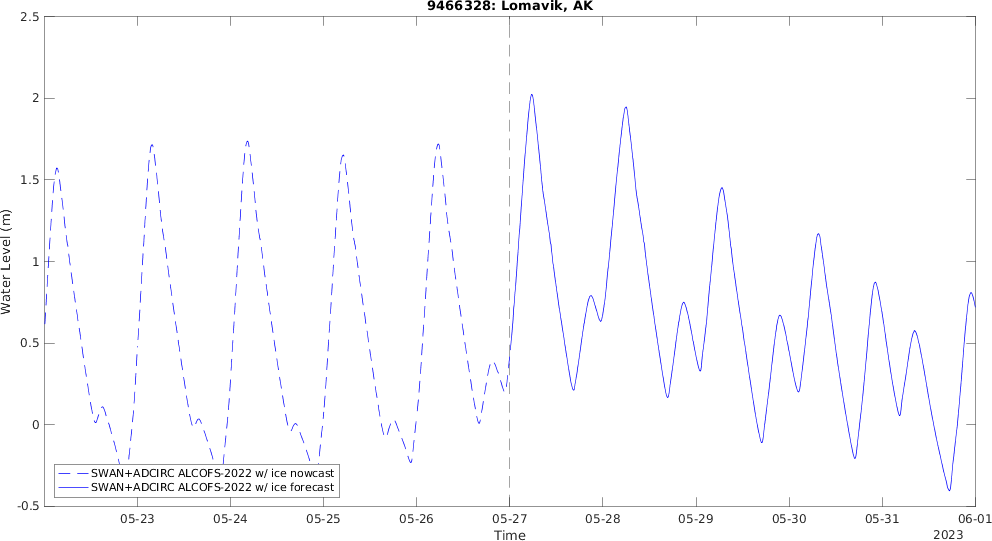 9466328: Lomavik, AK
2.5
2
1.5
1
0.5
0
-0.5
Water Level (m)
SWAN+ADCIRC ALCOFS-2022 w/ ice nowcast
SWAN+ADCIRC ALCOFS-2022 w/ ice forecast
05-23 05-24 05-25 05-26 05-27 05-28 05-29 05-30 05-31 06-01
Time
2023